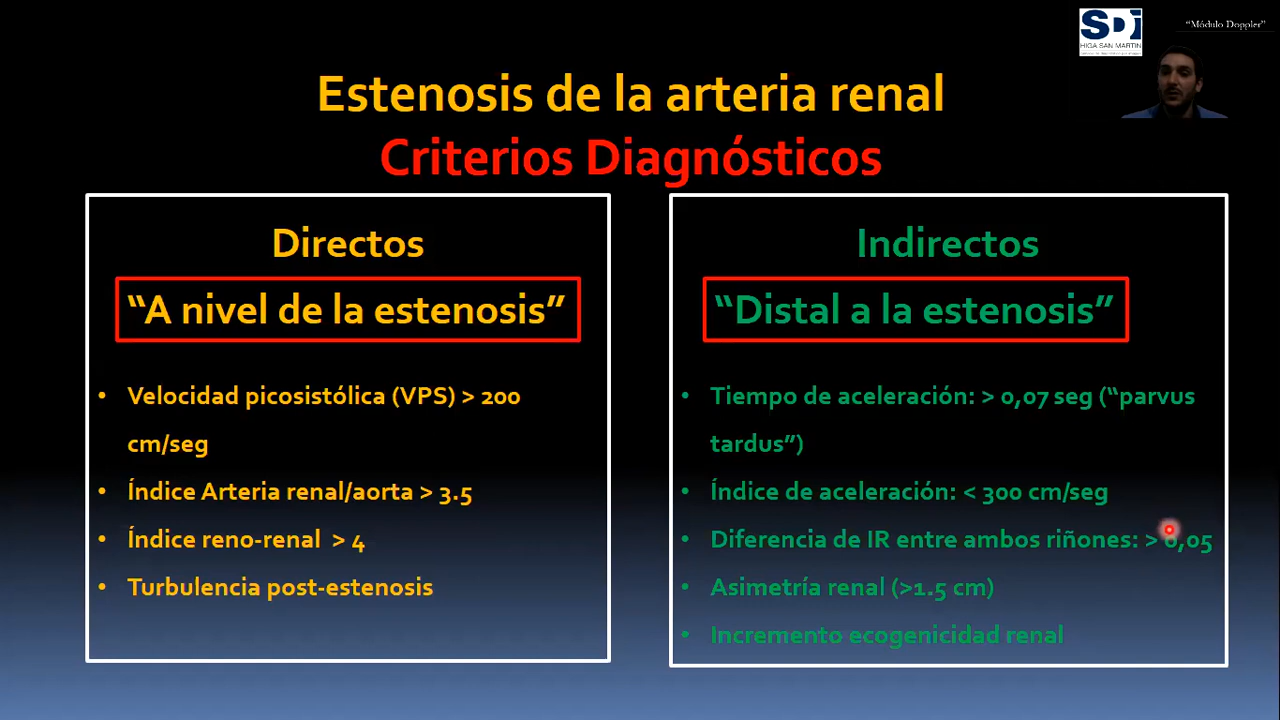 SDi
HIGA SAN MARTIN
“Módulo Doppler”
Estenosis de la arteria renal
Criterios Diagnósticos
Directos
“A nivel de la estenosis”
• Velocidad picosistólica (VPS) > 200
cm/seg
• Índice Arteria renal/aorta > 3.5
• Índice reno-renal > 4
• Turbulencia post-estenosis
Indirectos
“Distal a la estenosis”
• Tiempo de aceleración: > 0,07 seg (“parvus
tardus”)
• Índice de aceleración: < 300 cm/seg
• Diferencia de IR entre ambos riñones: > 0,05
• Asimetría renal (>1.5 cm)
• Incremento ecogenicidad renal